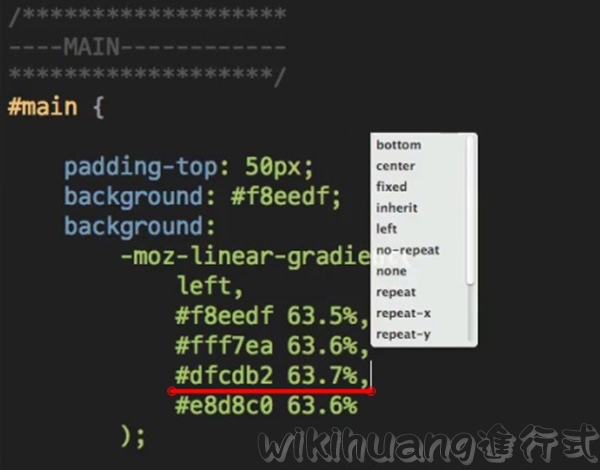 /*******************
----MAIN------------
*******************/
#main {
padding-top: 50px;
background: #f8eedf;
background:
-moz-linear-gradient(
left,
#f8eedf 63.5%,
#fff7ea 63.6%,
#dfcdb2 63.7%,
#e8d8c0 63.6%
);
bottom
center
fixed
inherit
left
no-repeat
none
repeat
repeat-x
repeat-y
wikihuang進行式